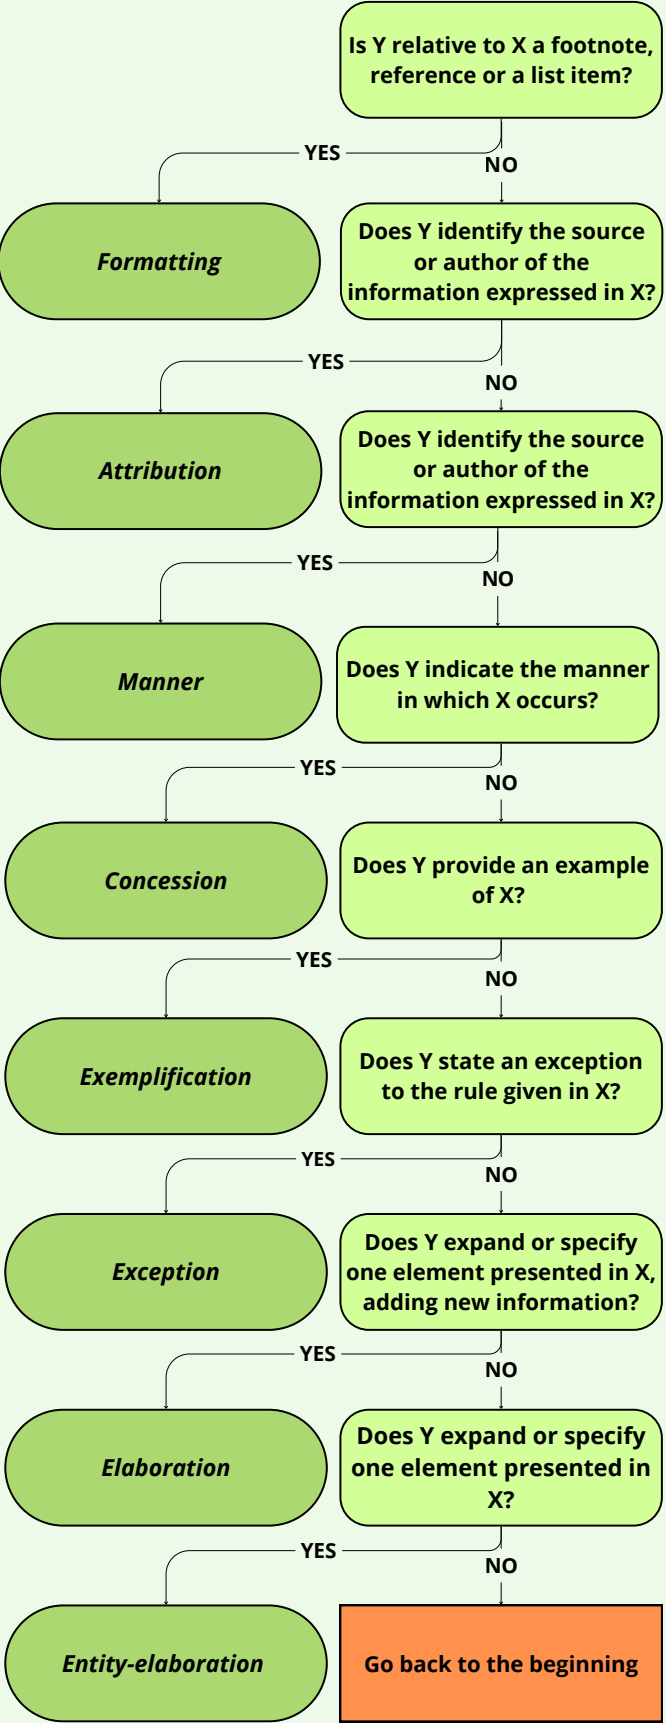 Is Y relative to X a footnote,
reference or a list item?
YES
NO
Formatting
Does Y identify the source
or author of the
information expressed in X?
YES
NO
Attribution
Does Y identify the source
or author of the
information expressed in X?
YES
NO
Manner
Does Y indicate the manner
in which X occurs?
YES
NO
Concession
Does Y provide an example
of X?
YES
NO
Exemplification
Does Y state an exception
to the rule given in X?
YES
NO
Exception
Does Y expand or specify
one element presented in X,
adding new information?
YES
NO
Elaboration
Does Y expand or specify
one element presented in
X?
YES
NO
Entity-elaboration
Go back to the beginning